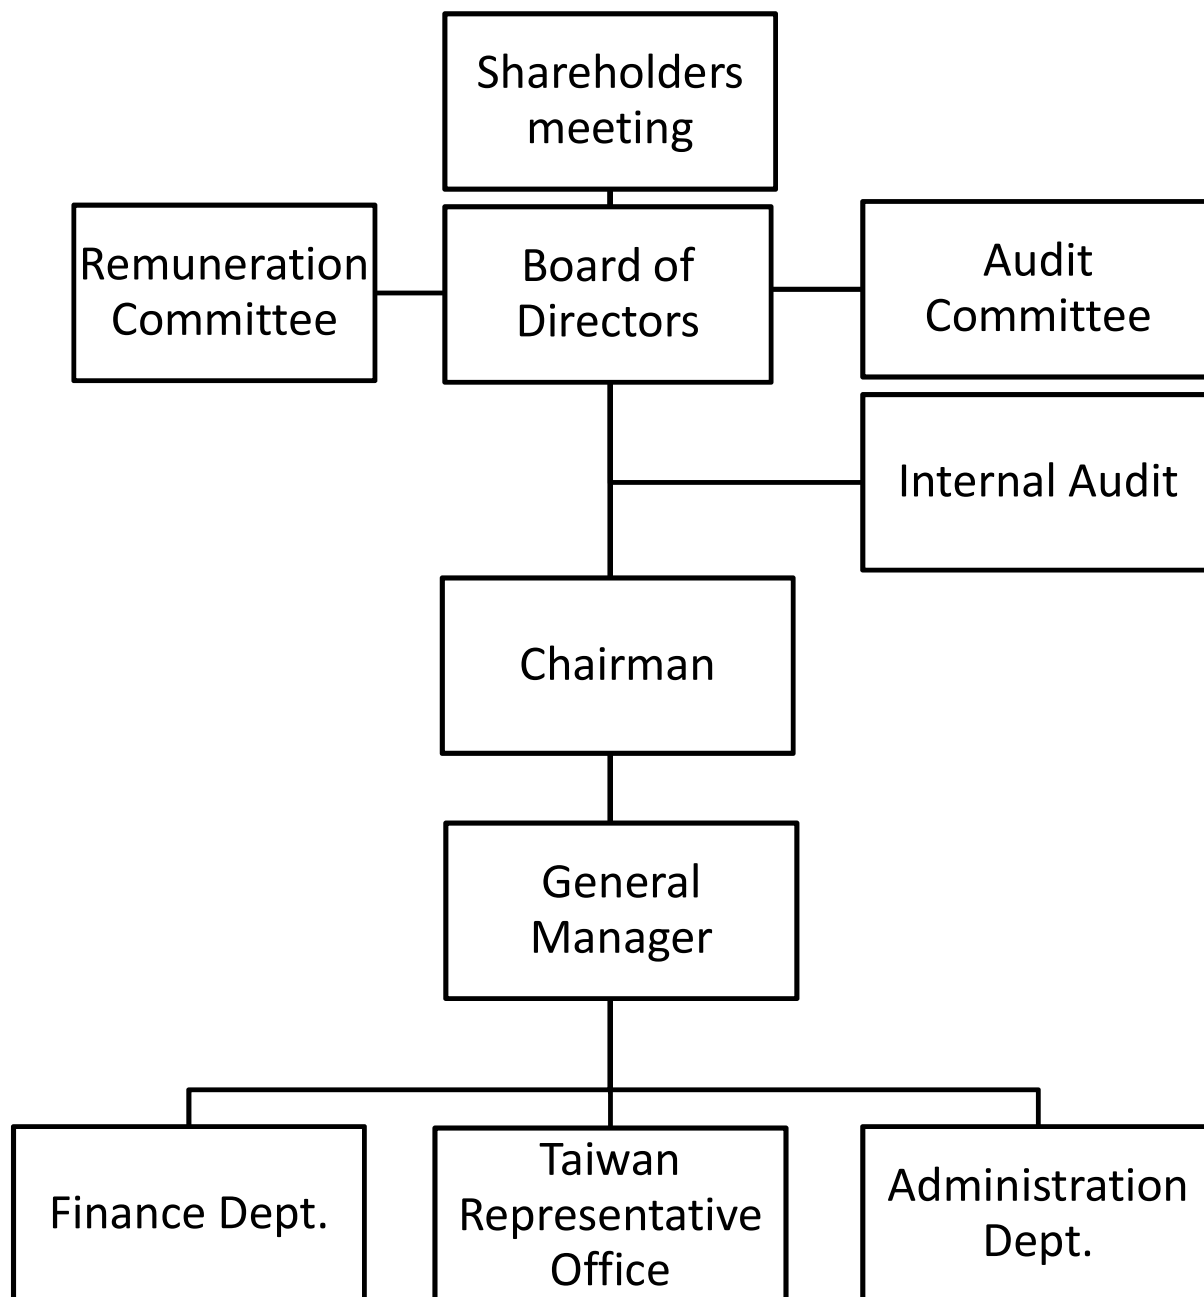 Shareholders
meeting
Remuneration
Committee
Board of
Directors
Audit
Committee
Internal Audit
Chairman
General
Manager
Finance Dept.
Taiwan
Representative
Office
Administration
Dept.